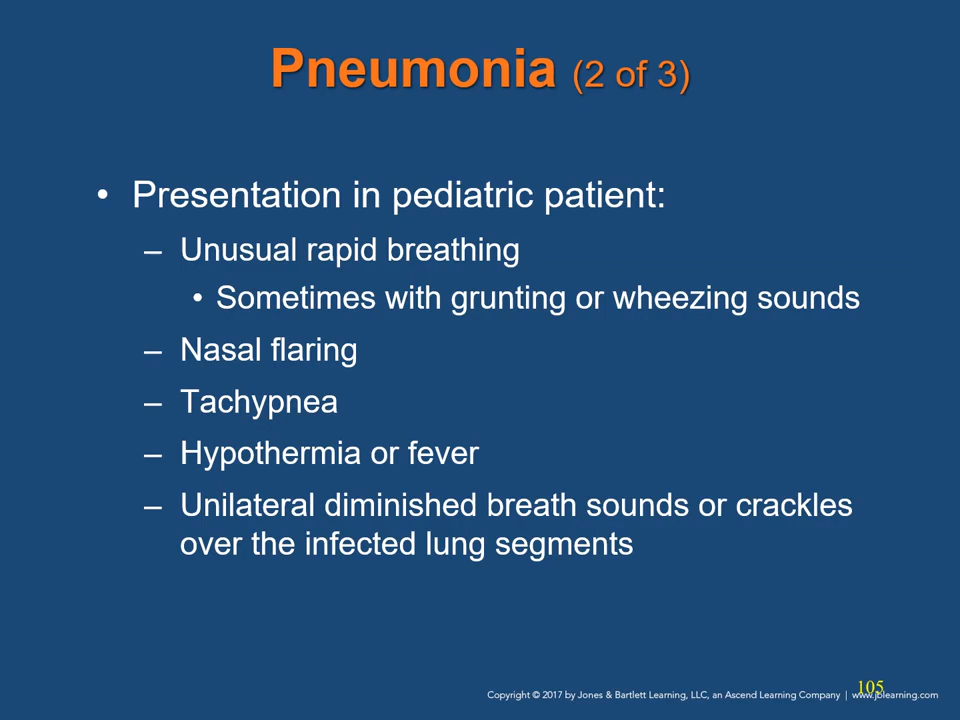 Pneumonia (2 of 3)
• Presentation in pediatric patient:
– Unusual rapid breathing
• Sometimes with grunting or wheezing sounds
– Nasal flaring
– Tachypnea
– Hypothermia or fever
– Unilateral diminished breath sounds or crackles
over the infected lung segments
105
Copyright © 2017 by Jones & Bartlett Learning, LLC, an Ascend Learning Company | www.jblearning.com